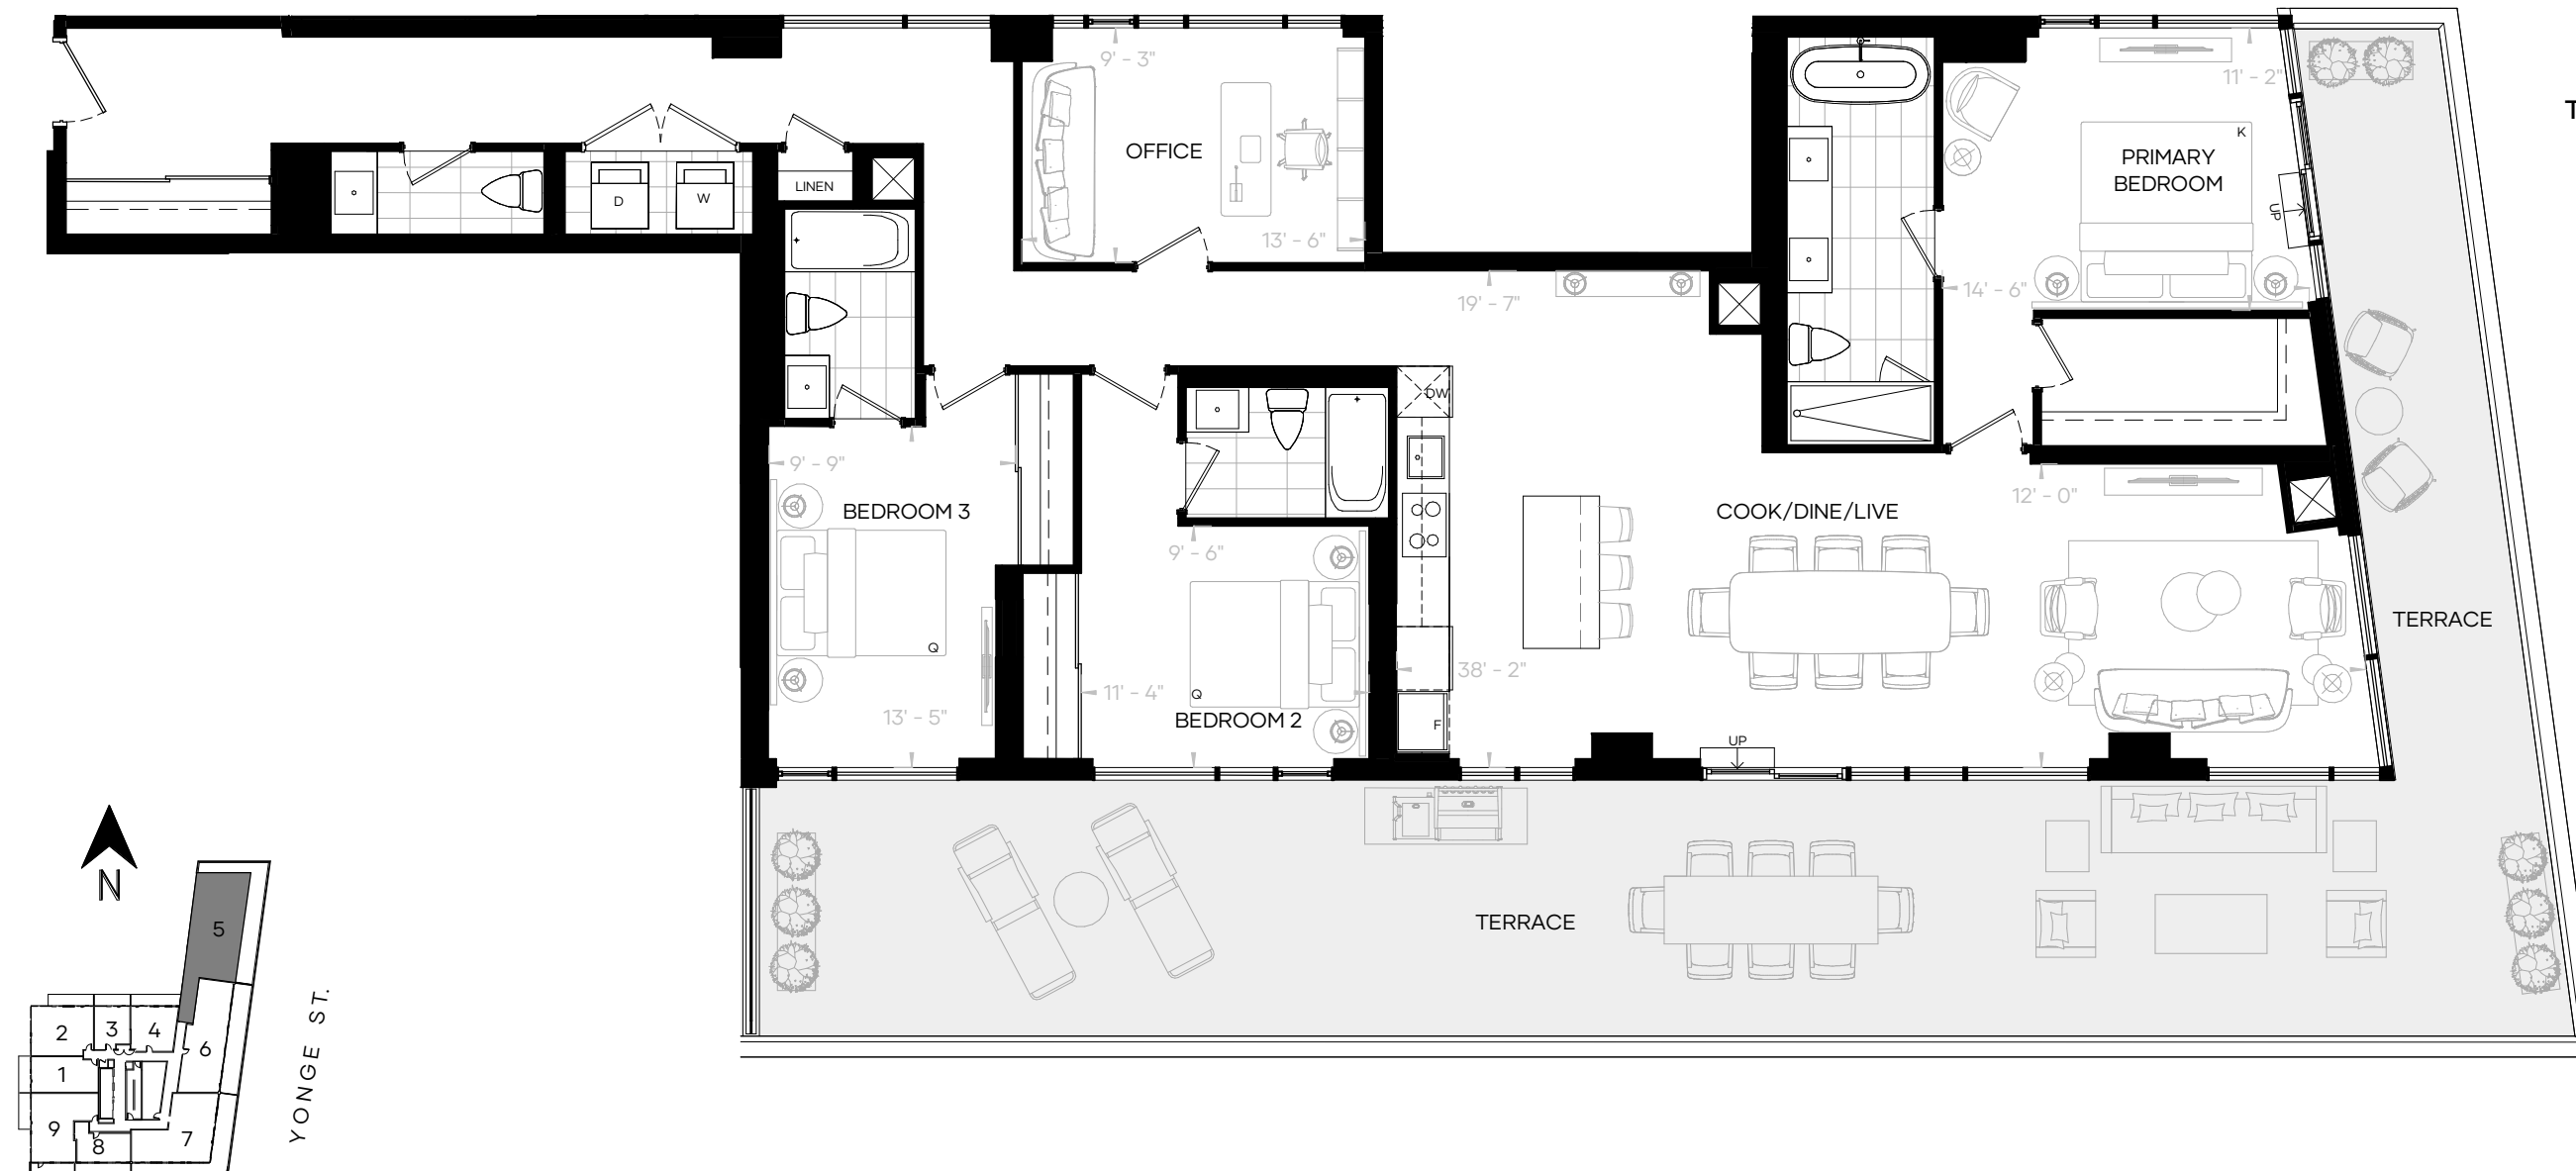 9' - 3"
11' - 2"
T
K
OFFICE
PRIMARY
BEDROOM
LINEN
D
W
UP
13' - 6"
14' - 6"
19' - 7"
DW
9' - 9"
12' - 0"
BEDROOM 3
COOK/DINE/LIVE
9' - 6"
TERRACE
Q
38' - 2"
11' - 4"
Q
13' - 5"
BEDROOM 2
F
UP
TERRACE
N
5
2
3
4
6
1
9
8
7
YONGE ST.